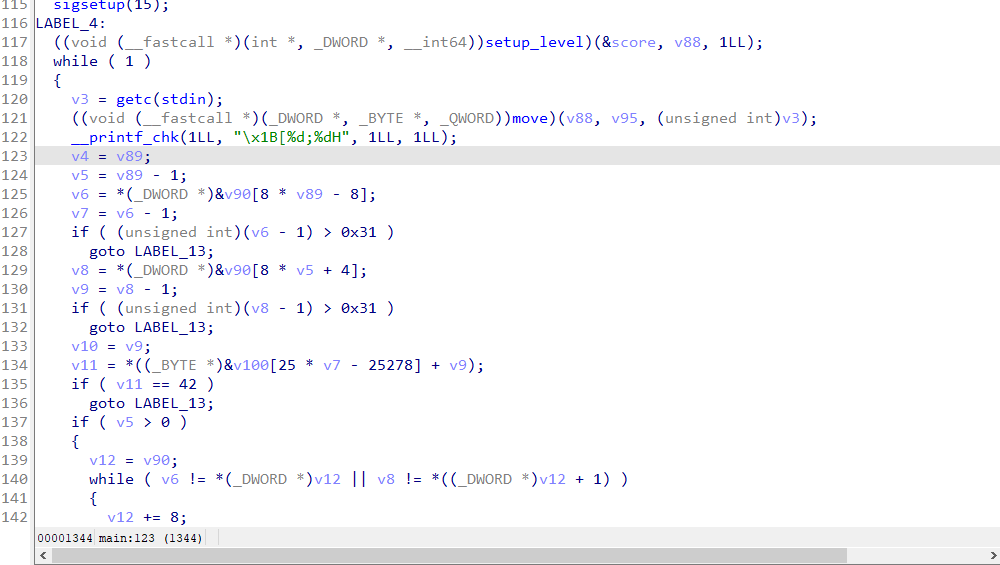 115 sigsetup(15);
116 LABEL_4:
117 ((void (__fastcall *)(int *, _DWORD *, __int64))setup_level)(&score, v88, 1LL);
118 while ( 1 )
119 {
120 v3 = getc(stdin);
121 ((void (__fastcall *)(_DWORD *, _BYTE *, _QWORD))move)(v88, v95, (unsigned int)v3);
122 __printf_chk(1LL, "\x1B[%d;%dH", 1LL, 1LL);
123 v4 = v89;
124 v5 = v89 - 1;
125 v6 = *(_DWORD *)&v90[8 * v89 - 8];
126 v7 = v6 - 1;
127 if ( (unsigned int)(v6 - 1) > 0x31 )
128 goto LABEL_13;
129 v8 = *(_DWORD *)&v90[8 * v5 + 4];
130 v9 = v8 - 1;
131 if ( (unsigned int)(v8 - 1) > 0x31 )
132 goto LABEL_13;
133 v10 = v9;
134 v11 = *((_BYTE *)&v100[25 * v7 - 25278] + v9);
135 if ( v11 == 42 )
136 goto LABEL_13;
137 if ( v5 > 0 )
138 {
139 v12 = v90;
140 while ( v6 != *(_DWORD *)v12 || v8 != *((_DWORD *)v12 + 1) )
141 {
142 v12 += 8;
00001344 main:123 (1344)